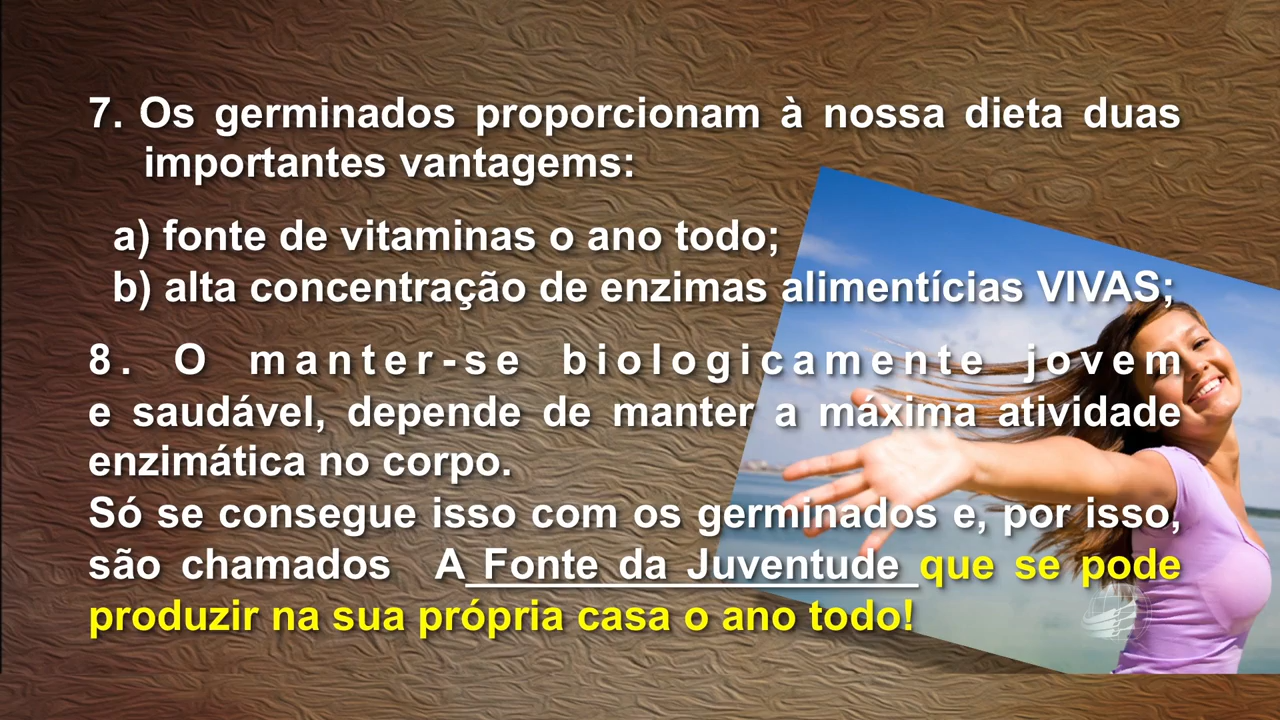 7. Os germinados proporcionam à nossa dieta duas
importantes vantagems:
a) fonte de vitaminas o ano todo;
b) alta concentração de enzimas alimentícias VIVAS;
8. O manter-se biologicamente jovem
e saudável, depende de manter a máxima atividade
enzimática no corpo.
Só se consegue isso com os germinados e, por isso,
são chamados A Fonte da Juventude que se pode
produzir na sua própria casa o ano todo!